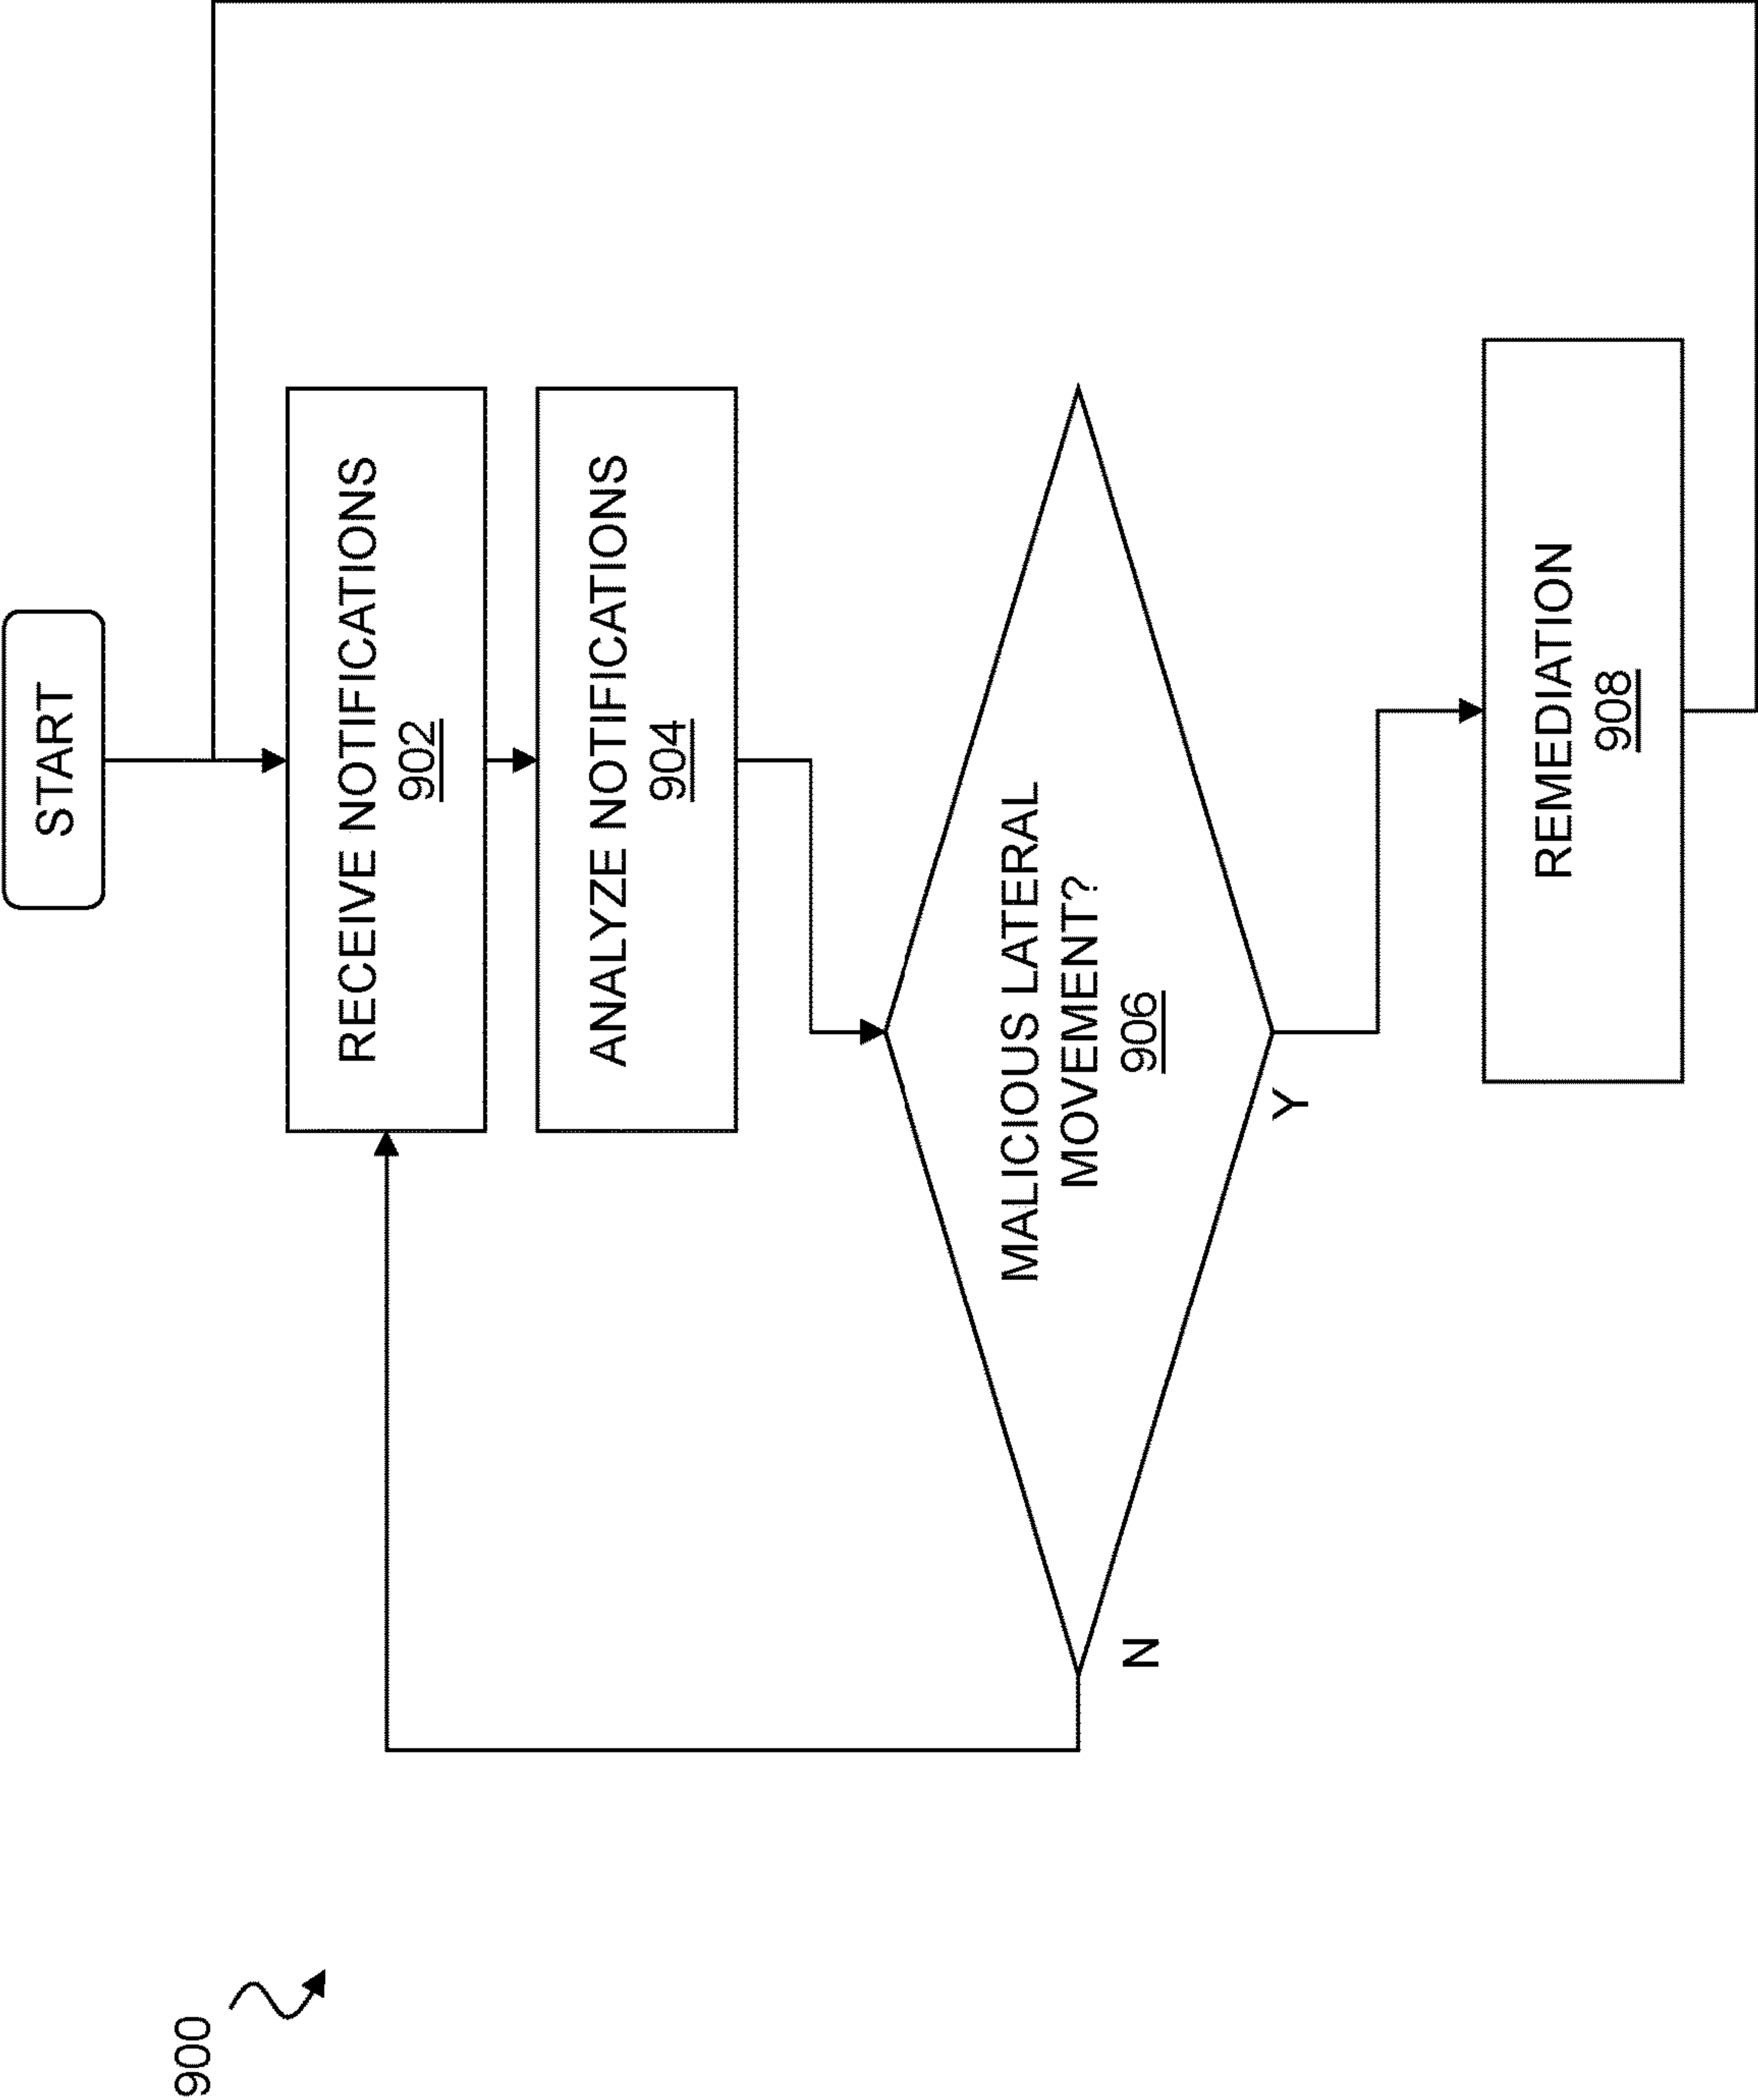 900
START
RECEIVE NOTIFICATIONS
902
ANALYZE NOTIFICATIONS
904
MALICIOUS LATERAL
MOVEMENT?
906
N
Y
REMEDIATION
908